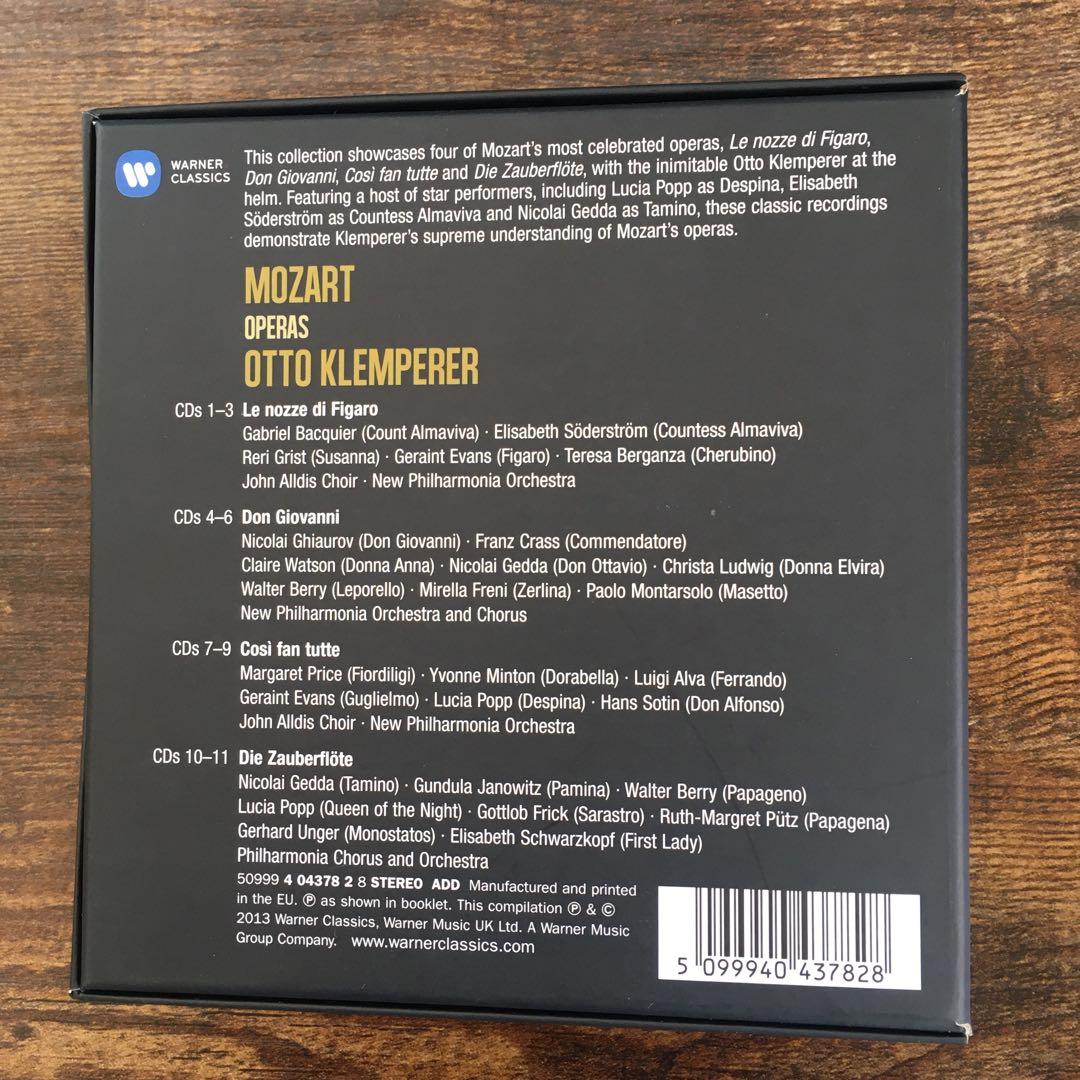 WARNER
CLASSICS
This collection showcases four of Mozart's most celebrated operas, Le nozze di Figaro,
Don Giovanni, Così fan tutte and Die Zauberflöte, with the inimitable Otto Klemperer at the
helm. Featuring a host of star performers, including Lucia Popp as Despina, Elisabeth
Söderström as Countess Almaviva and Nicolai Gedda as Tamino, these classic recordings
demonstrate Klemperer's supreme understanding of Mozart's operas.
MOZART
OPERAS
OTTO KLEMPERER
CDs 1–3 Le nozze di Figaro
Gabriel Bacquier (Count Almaviva) · Elisabeth Söderström (Countess Almaviva)
Reri Grist (Susanna) · Geraint Evans (Figaro) · Teresa Berganza (Cherubino)
John Alldis Choir · New Philharmonia Orchestra
CDs 4–6 Don Giovanni
Nicolai Ghiaurov (Don Giovanni) · Franz Crass (Commendatore)
Claire Watson (Donna Anna) · Nicolai Gedda (Don Ottavio) · Christa Ludwig (Donna Elvira)
Walter Berry (Leporello) · Mirella Freni (Zerlina) · Paolo Montarsolo (Masetto)
New Philharmonia Orchestra and Chorus
CDs 7–9 Così fan tutte
Margaret Price (Fiordiligi) · Yvonne Minton (Dorabella) · Luigi Alva (Ferrando)
Geraint Evans (Guglielmo) · Lucia Popp (Despina) · Hans Sotin (Don Alfonso)
John Alldis Choir · New Philharmonia Orchestra
CDs 10–11 Die Zauberflöte
Nicolai Gedda (Tamino) · Gundula Janowitz (Pamina) · Walter Berry (Papageno)
Lucia Popp (Queen of the Night) · Gottlob Frick (Sarastro) · Ruth-Margret Pütz (Papagena)
Gerhard Unger (Monostatos) · Elisabeth Schwarzkopf (First Lady)
Philharmonia Chorus and Orchestra
50999 4 04378 2 8 STEREO ADD Manufactured and printed
in the EU. ℗ as shown in booklet. This compilation ℗ & ©
2013 Warner Classics, Warner Music UK Ltd. A Warner Music
Group Company. www.warnerclassics.com
5 099940 437828